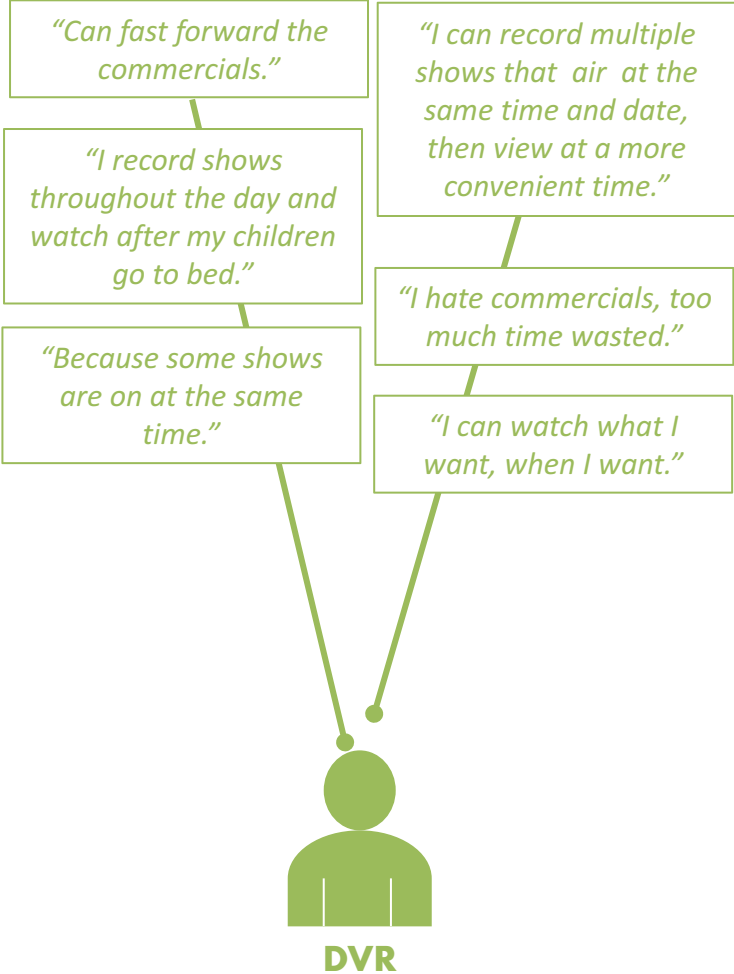 “Can fast forward the
commercials.”
“I record shows
throughout the day and
watch after my children
go to bed.”
“Because some shows
are on at the same
time.”
“I can record multiple
shows that  air  at the
same time and date,
then view at a more
convenient time.”
“I hate commercials, too
much time wasted.”
“I can watch what I
want, when I want.”
DVR